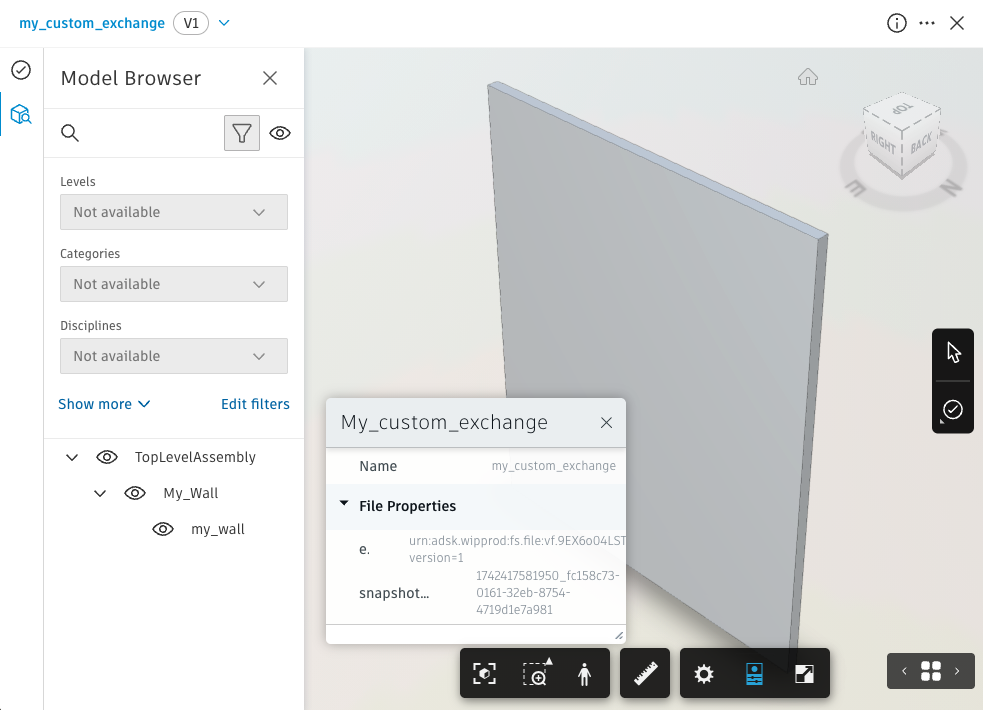 my_custom_exchange V1
Model Browser
Levels
Not available
Categories
Not available
Disciplines
Not available
Show more Edit filters
TopLevelAssembly
My_Wall
my_wall
TOP
RIGHT BACK
E N
My_custom_exchange
Name my_custom_exchange
File Properties
e. urn:adsk.wipprod:fs.file:vf.9EX6o04LST
version=1
snapshot... 1742417581950_fc158c73-
0161-32eb-8754-
4719d1e7a981